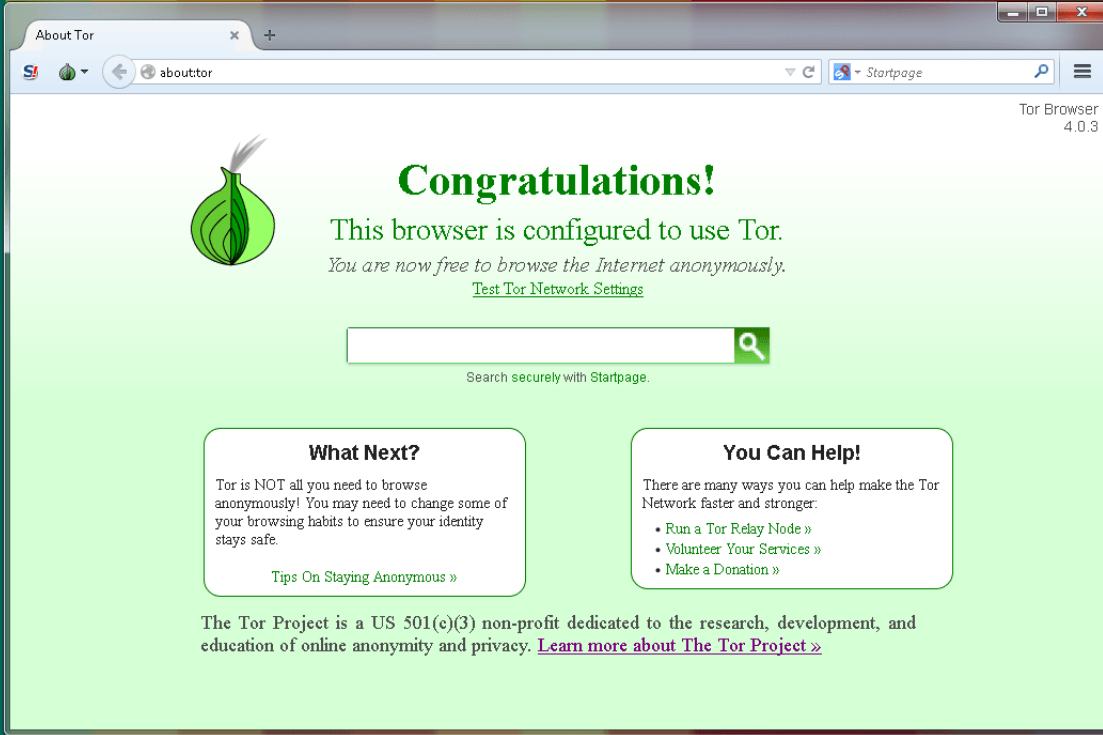 About Tor
about:tor
Startpage
Tor Browser
4.0.3
Congratulations!
This browser is configured to use Tor.
You are now free to browse the Internet anonymously.
Test Tor Network Settings
Search securely with Startpage.
What Next?
Tor is NOT all you need to browse
anonymously! You may need to change some of
your browsing habits to ensure your identity
stays safe.
Tips On Staying Anonymous »
You Can Help!
There are many ways you can help make the Tor
Network faster and stronger:
• Run a Tor Relay Node »
• Volunteer Your Services »
• Make a Donation »
The Tor Project is a US 501(c)(3) non-profit dedicated to the research, development, and
education of online anonymity and privacy. Learn more about The Tor Project »